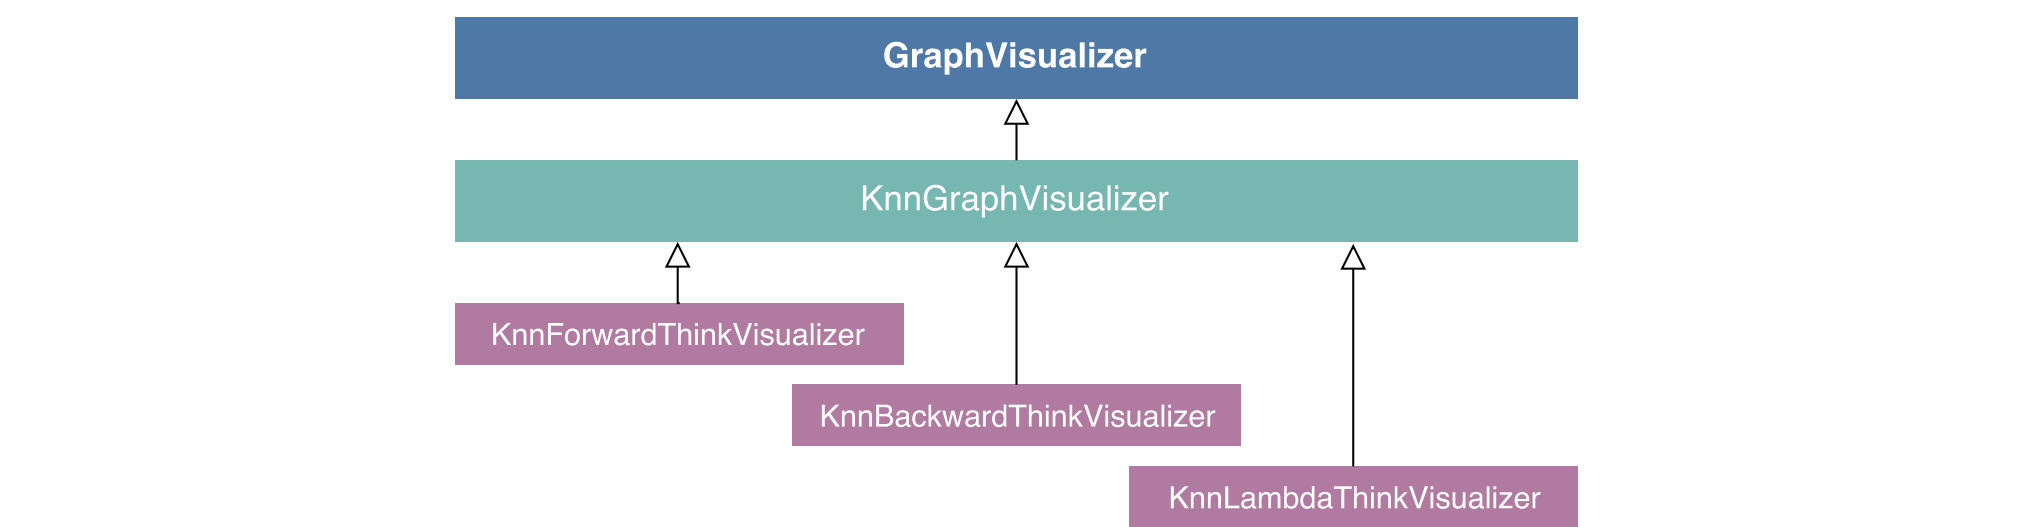 GraphVisualizer
KnnGraphVisualizer
KnnForwardThinkVisualizer
KnnBackwardThinkVisualizer
KnnLambdaThinkVisualizer